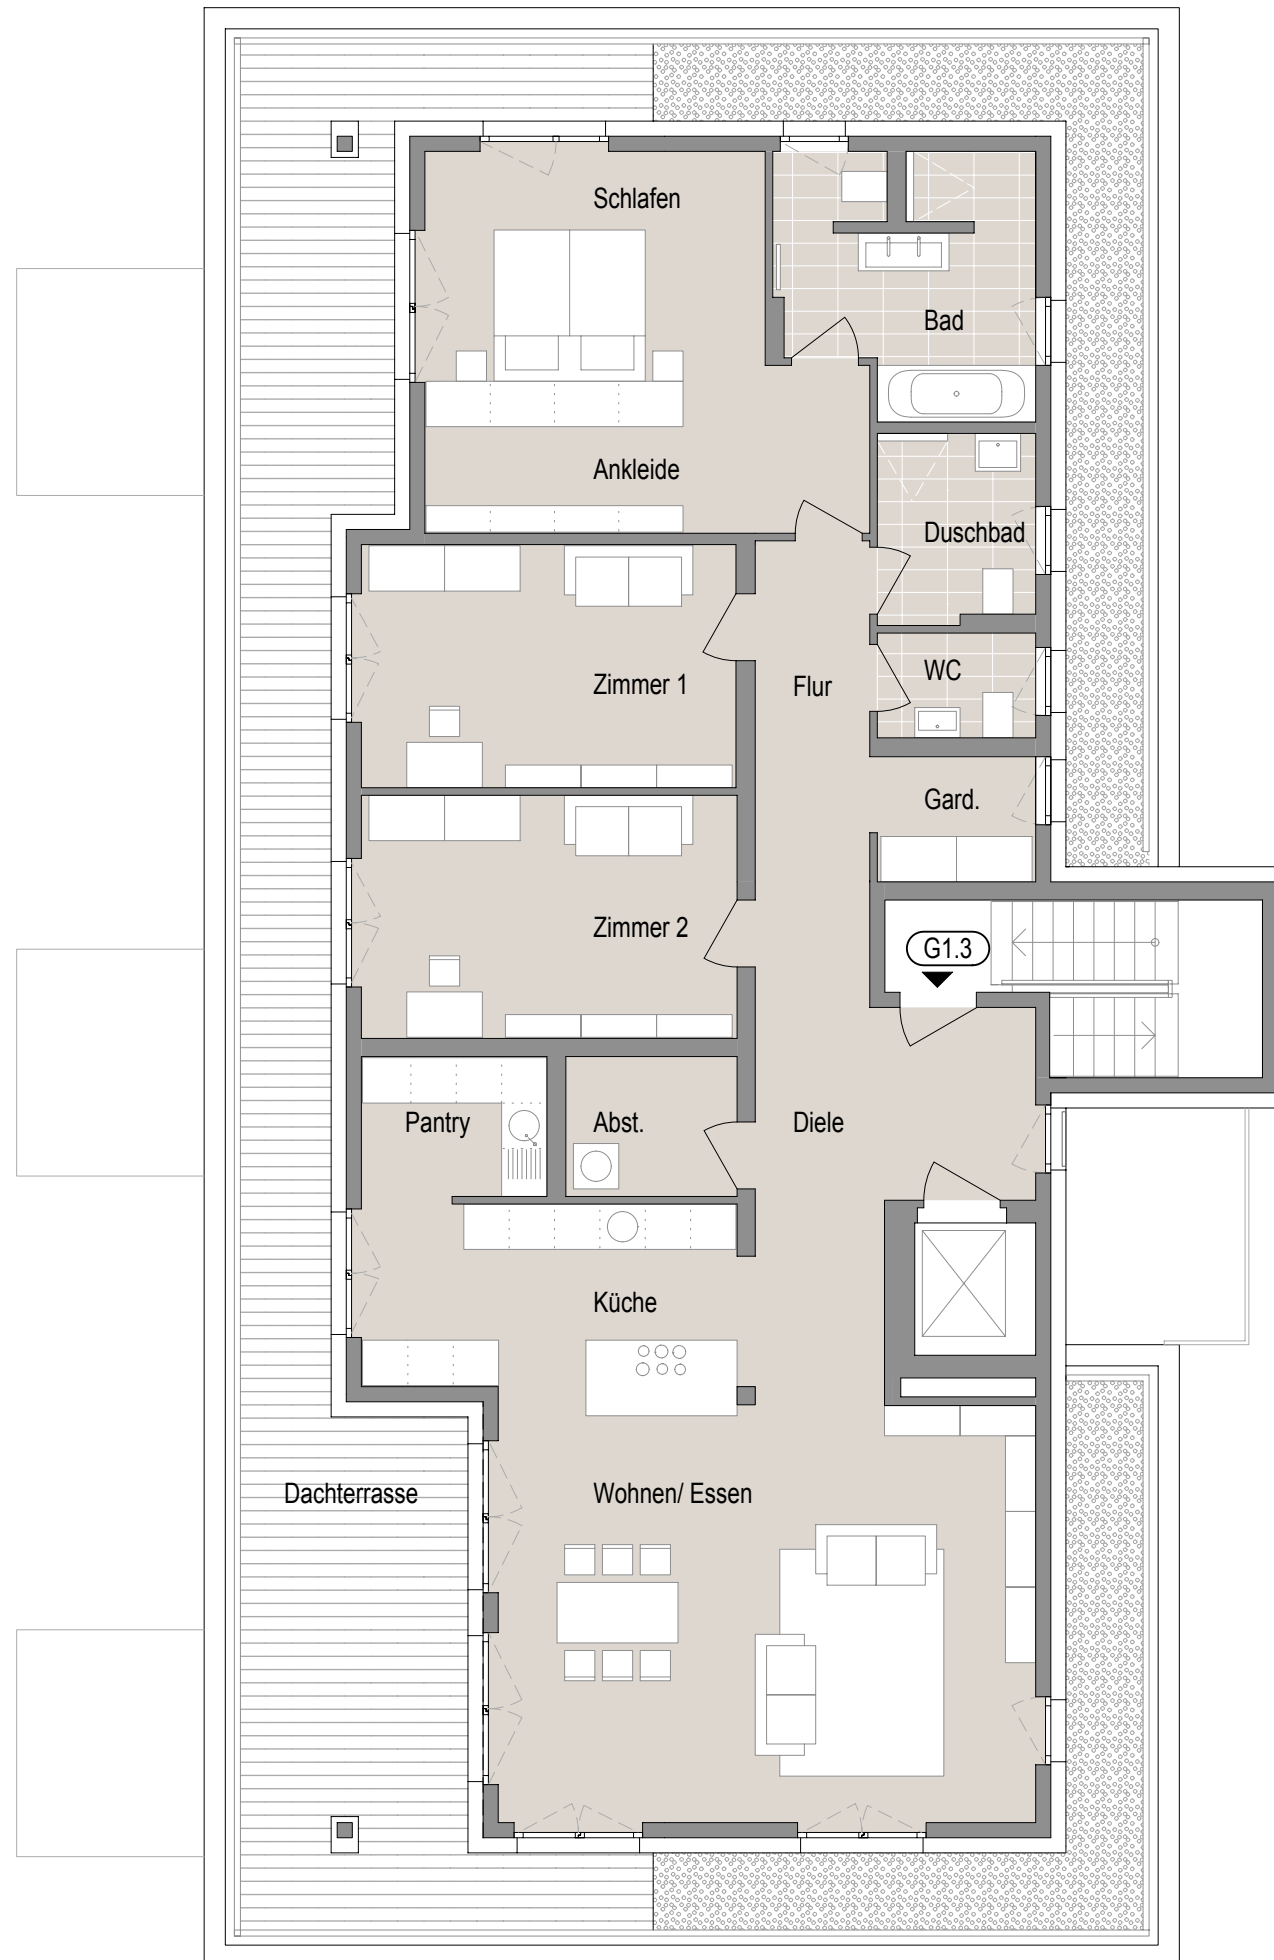 Schlafen
Bad
Ankleide
Duschbad
WC
Zimmer 1
Flur
Gard.
Zimmer 2
G1.3
Pantry
Abst.
Diele
Küche
Dachterrasse
Wohnen/ Essen